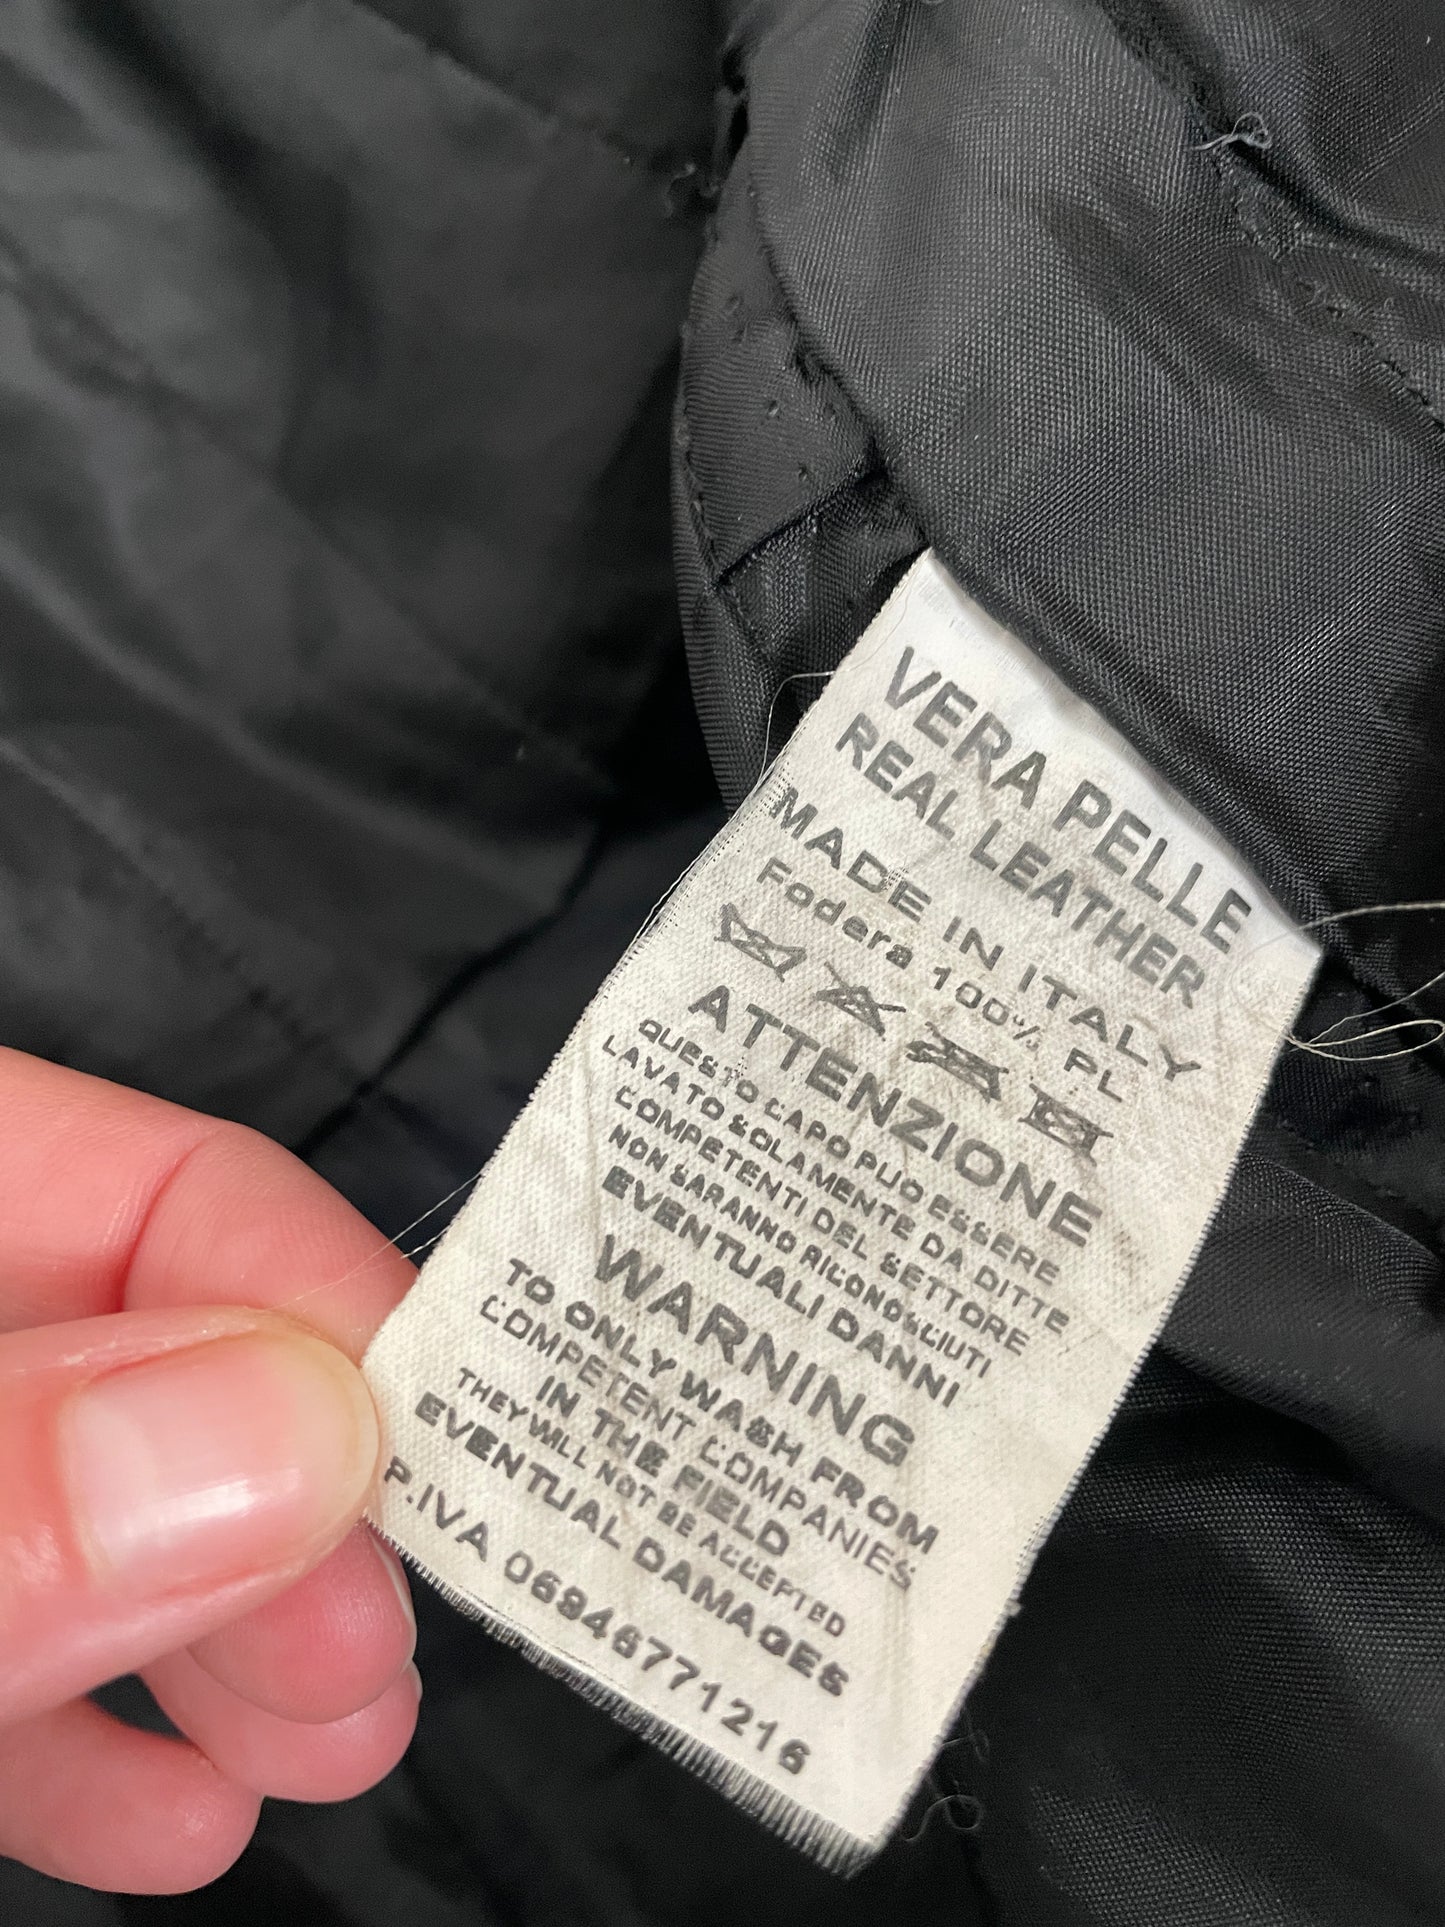 VERA PELLE
REAL LEATHER
MADE IN ITALY
Fodera 100% PL
ATTENZIONE
QUESTO CAPO PUO ESSERE
LAVATO SOLAMENTE DA DITTE
COMPETENTI DEL SETTORE
NON SARANNO RICONOSCIUTI
EVENTUALI DANNI
WARNING
TO ONLY WASH FROM
COMPETENT COMPANIES
IN THE FIELD
THEY WILL NOT BE ACCEPTED
EVENTUAL DAMAGES
P.IVA 06946771216